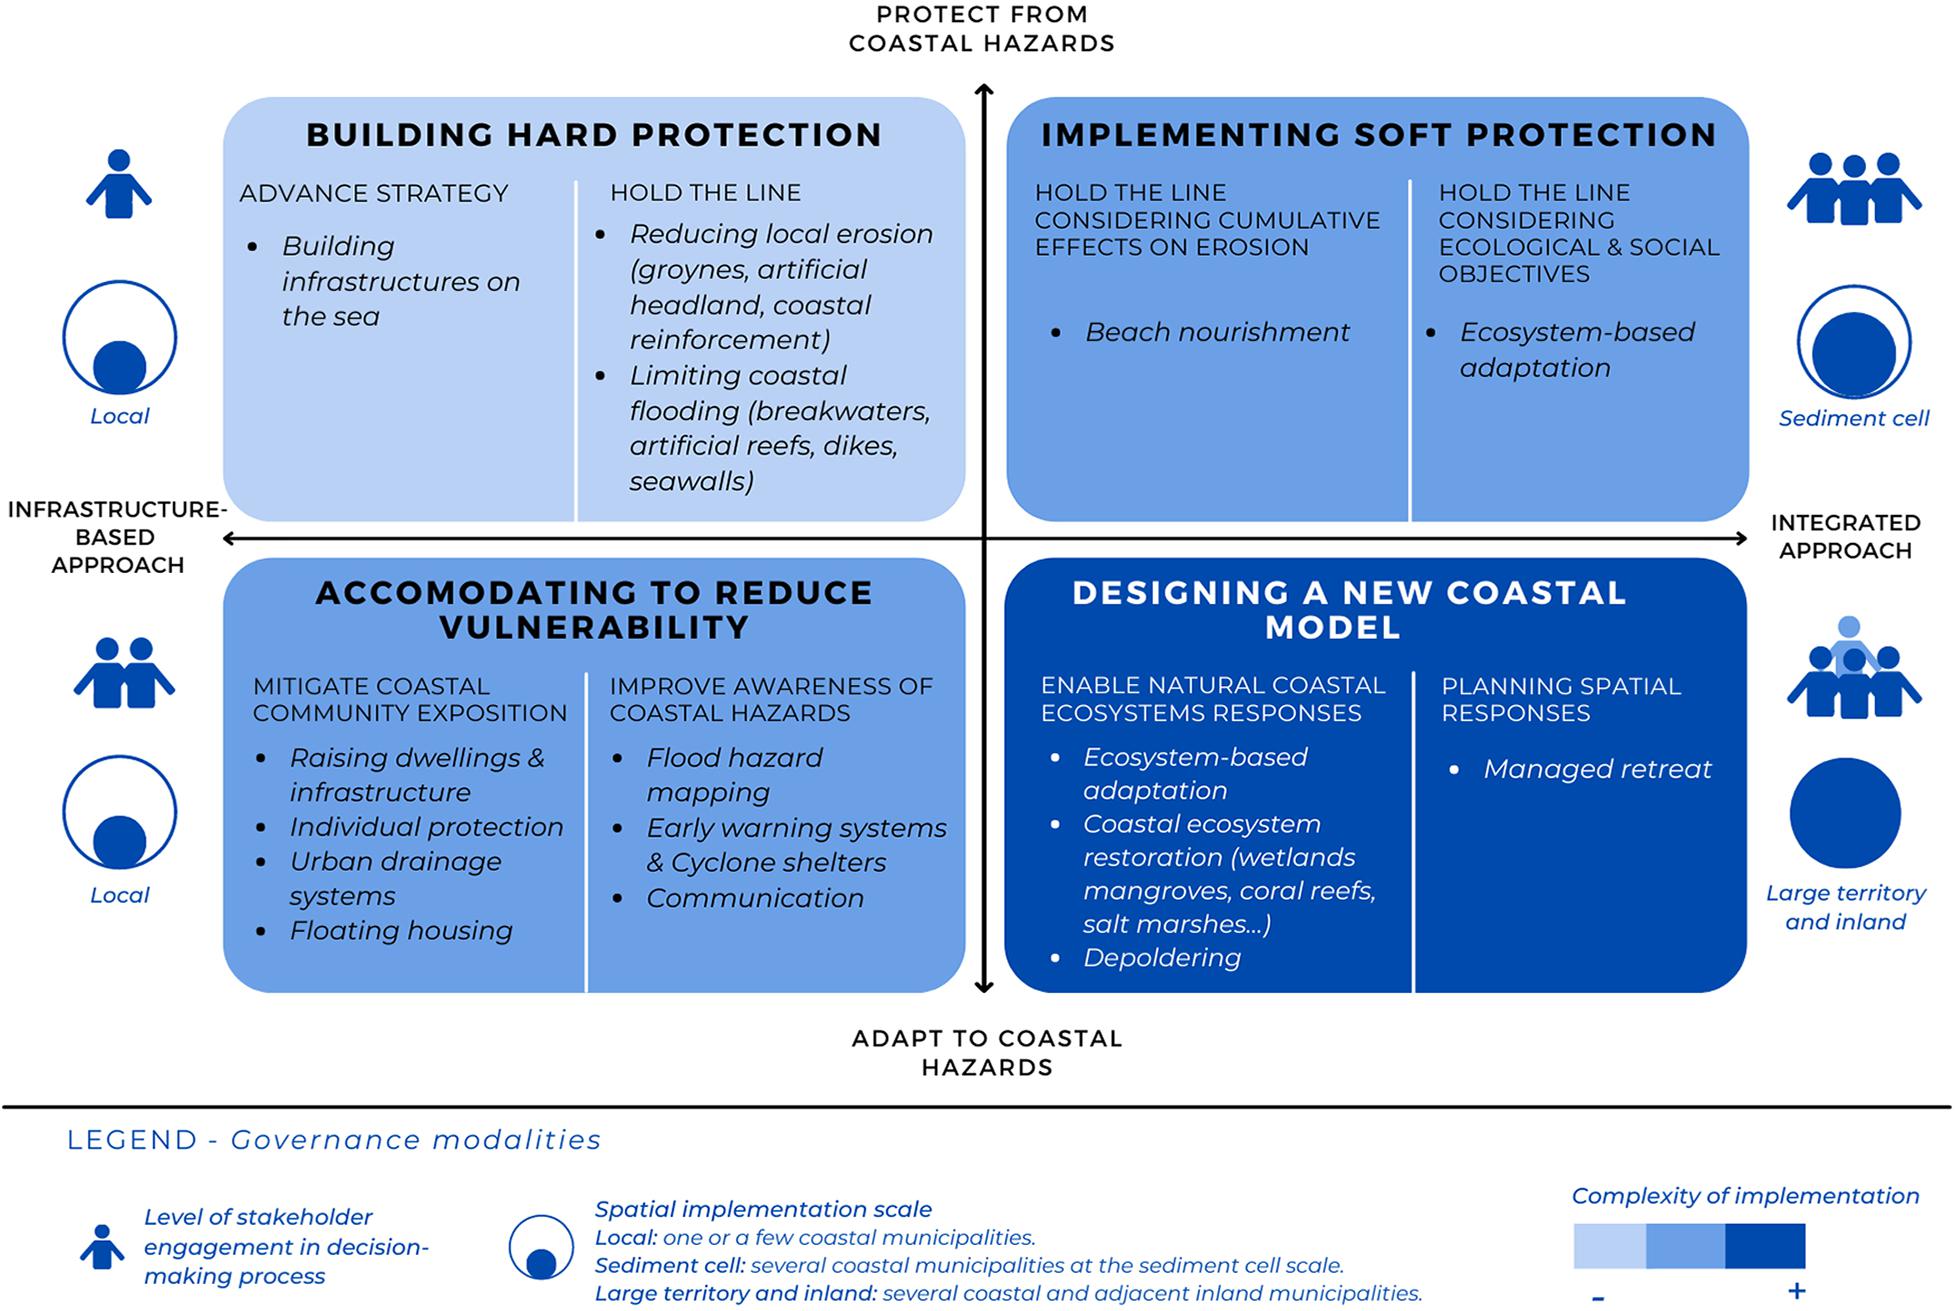 PROTECT FROM
COASTAL HAZARDS
BUILDING HARD PROTECTION
ADVANCE STRATEGY
• Building
infrastructures on
the sea
HOLD THE LINE
• Reducing local erosion
(groynes, artificial
headland, coastal
reinforcement)
• Limiting coastal
flooding (breakwaters,
artificial reefs, dikes,
seawalls)
Local
IMPLEMENTING SOFT PROTECTION
HOLD THE LINE
CONSIDERING CUMULATIVE
EFFECTS ON EROSION
• Beach nourishment
HOLD THE LINE
CONSIDERING
ECOLOGICAL & SOCIAL
OBJECTIVES
• Ecosystem-based
adaptation
Sediment cell
INFRASTRUCTURE-
BASED
APPROACH
INTEGRATED
APPROACH
ACCOMODATING TO REDUCE
VULNERABILITY
MITIGATE COASTAL
COMMUNITY EXPOSITION
• Raising dwellings &
infrastructure
• Individual protection
• Urban drainage
systems
• Floating housing
IMPROVE AWARENESS OF
COASTAL HAZARDS
• Flood hazard
mapping
• Early warning systems
& Cyclone shelters
• Communication
Local
DESIGNING A NEW COASTAL
MODEL
ENABLE NATURAL COASTAL
ECOSYSTEMS RESPONSES
• Ecosystem-based
adaptation
• Coastal ecosystem
restoration (wetlands
mangroves, coral reefs,
salt marshes...)
• Depoldering
PLANNING SPATIAL
RESPONSES
• Managed retreat
Large territory
and inland
ADAPT TO COASTAL
HAZARDS
LEGEND - Governance modalities
Level of stakeholder
engagement in decision-
making process
Spatial implementation scale
Local: one or a few coastal municipalities.
Sediment cell: several coastal municipalities at the sediment cell scale.
Large territory and inland: several coastal and adjacent inland municipalities.
Complexity of implementation
- +